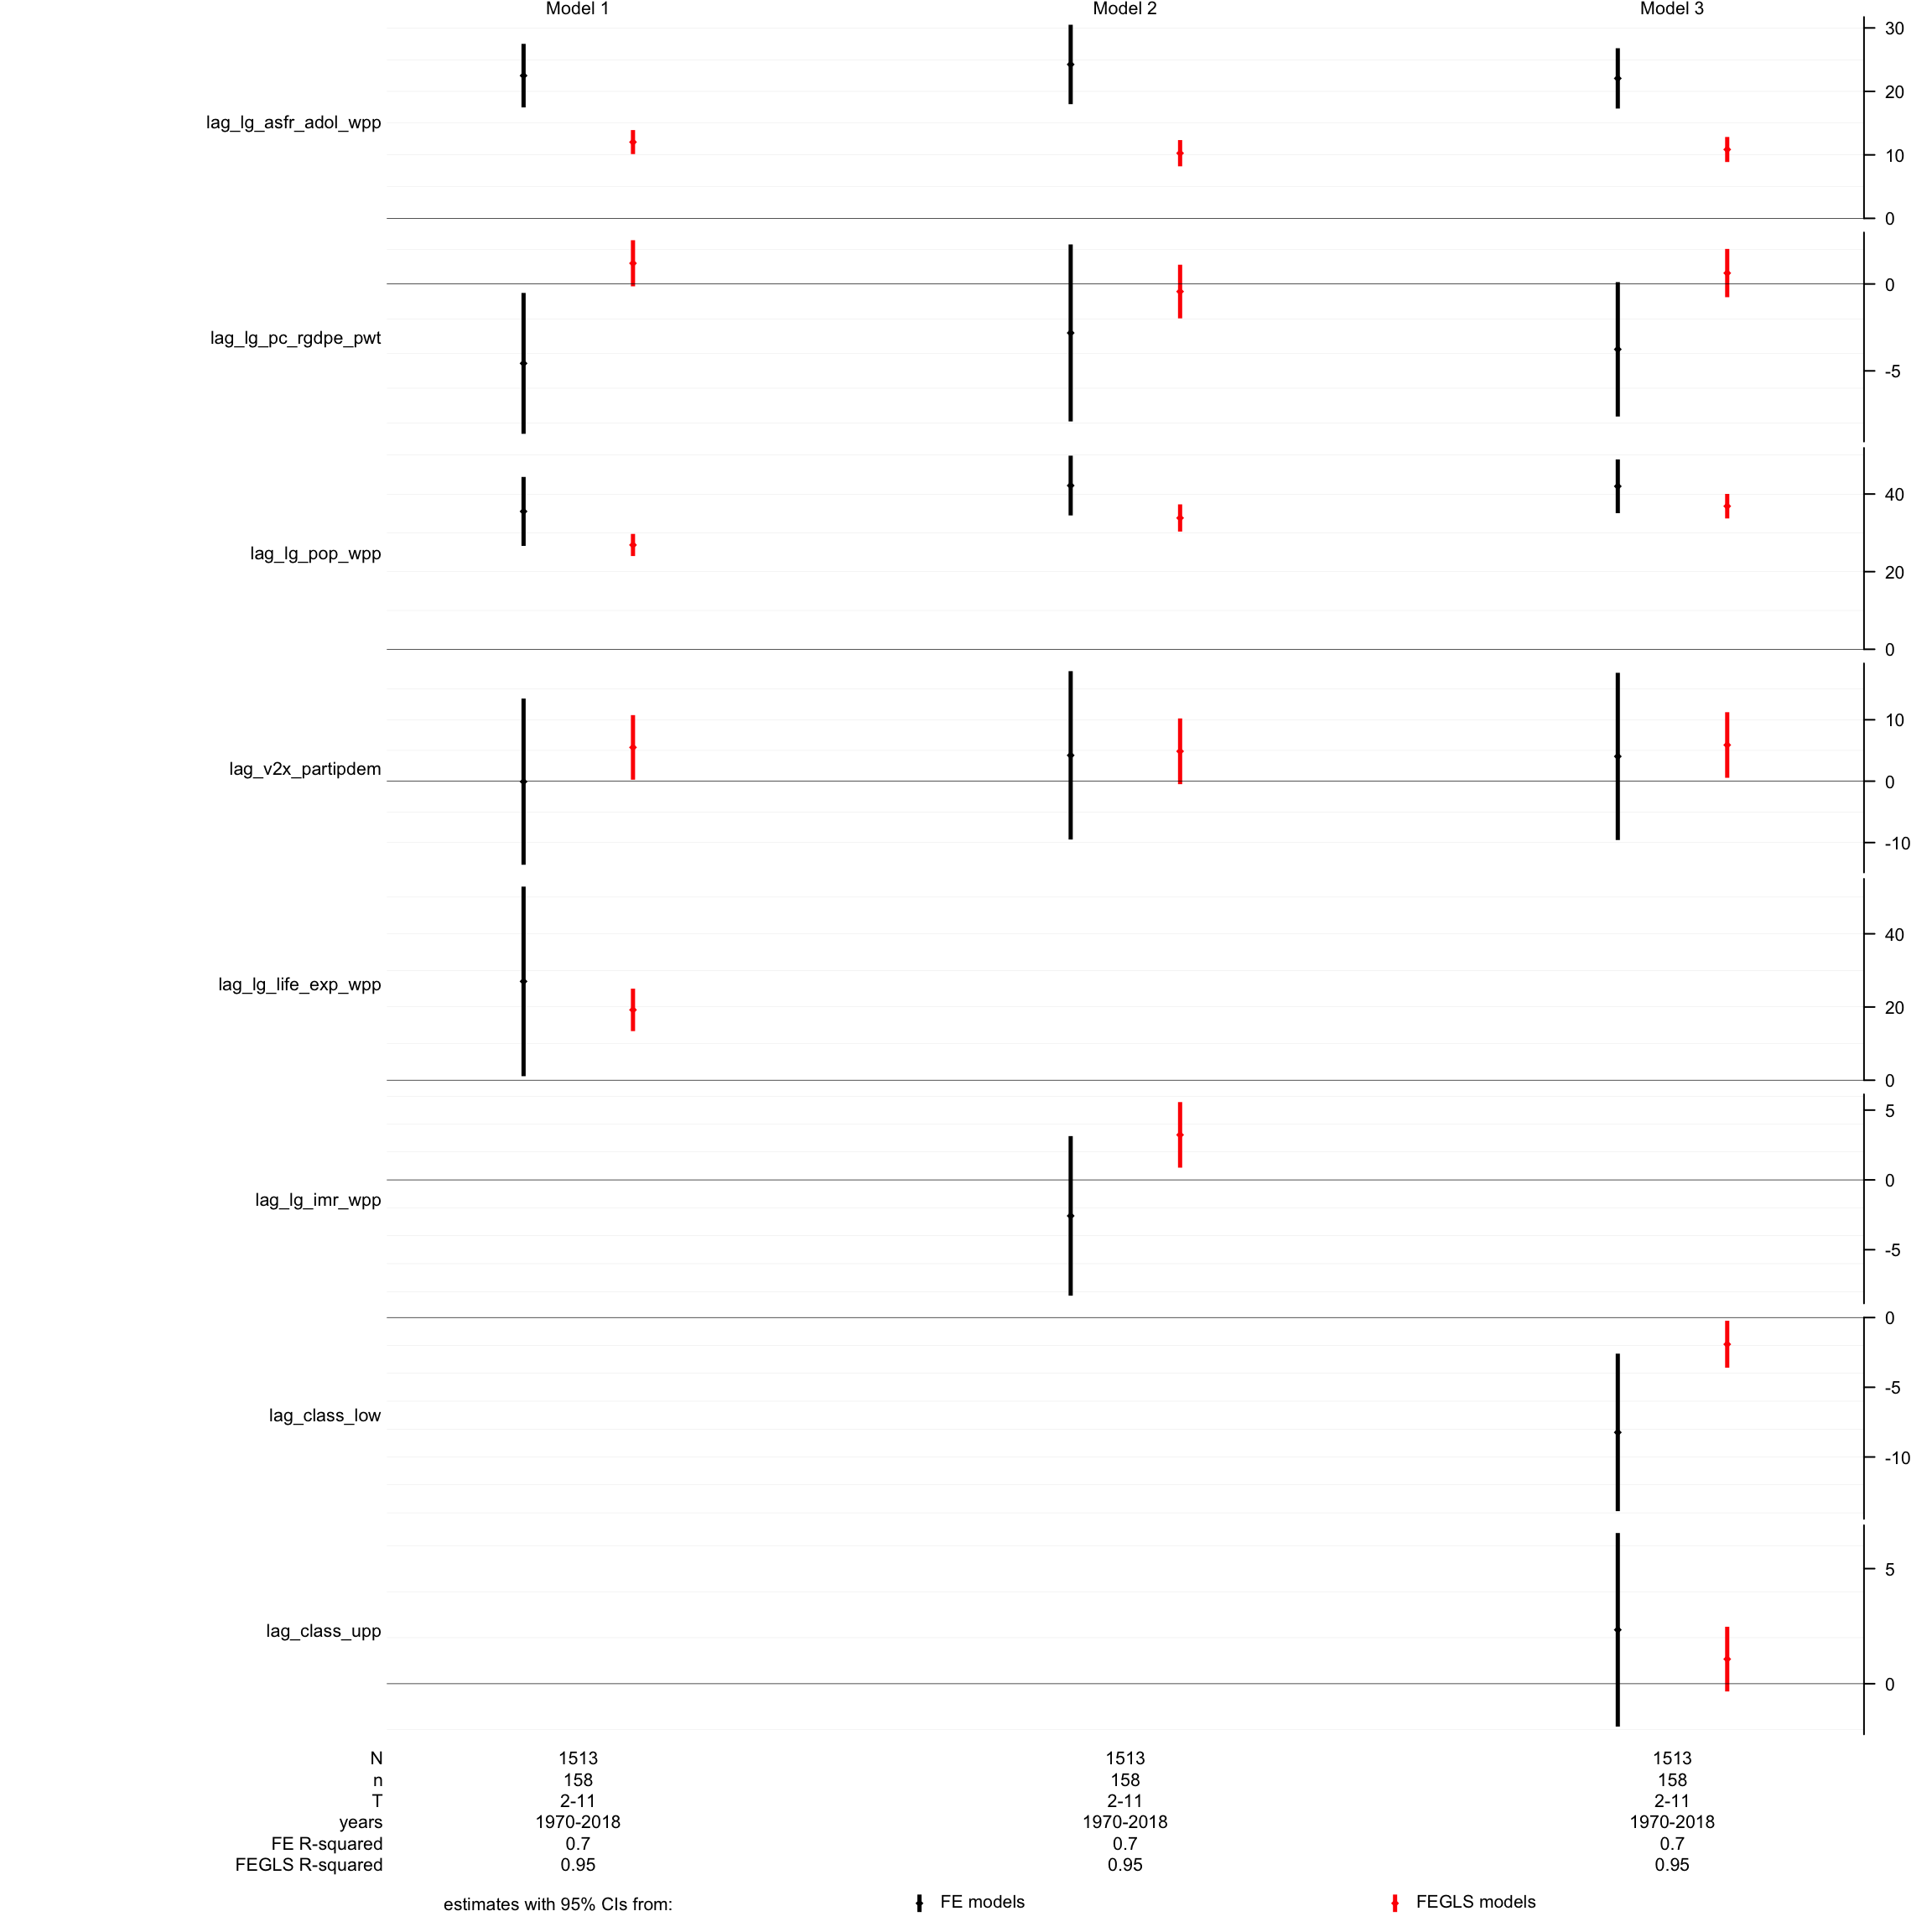 Model 1 Model 2 Model 3
30
20
lag_lg_asfr_adol_wpp
10
0
0
lag_lg_pc_rgdpe_pwt
-5
40
lag_lg_pop_wpp
20
0
10
lag_v2x_partipdem
0
-10
40
lag_lg_life_exp_wpp
20
0
5
0
lag_lg_imr_wpp
-5
0
-5
lag_class_low
-10
5
lag_class_upp
0
N 1513 1513 1513
n 158 158 158
T 2-11 2-11 2-11
years 1970-2018 1970-2018 1970-2018
FE R-squared 0.7 0.7 0.7
FEGLS R-squared 0.95 0.95 0.95
estimates with 95% CIs from: FE models FEGLS models